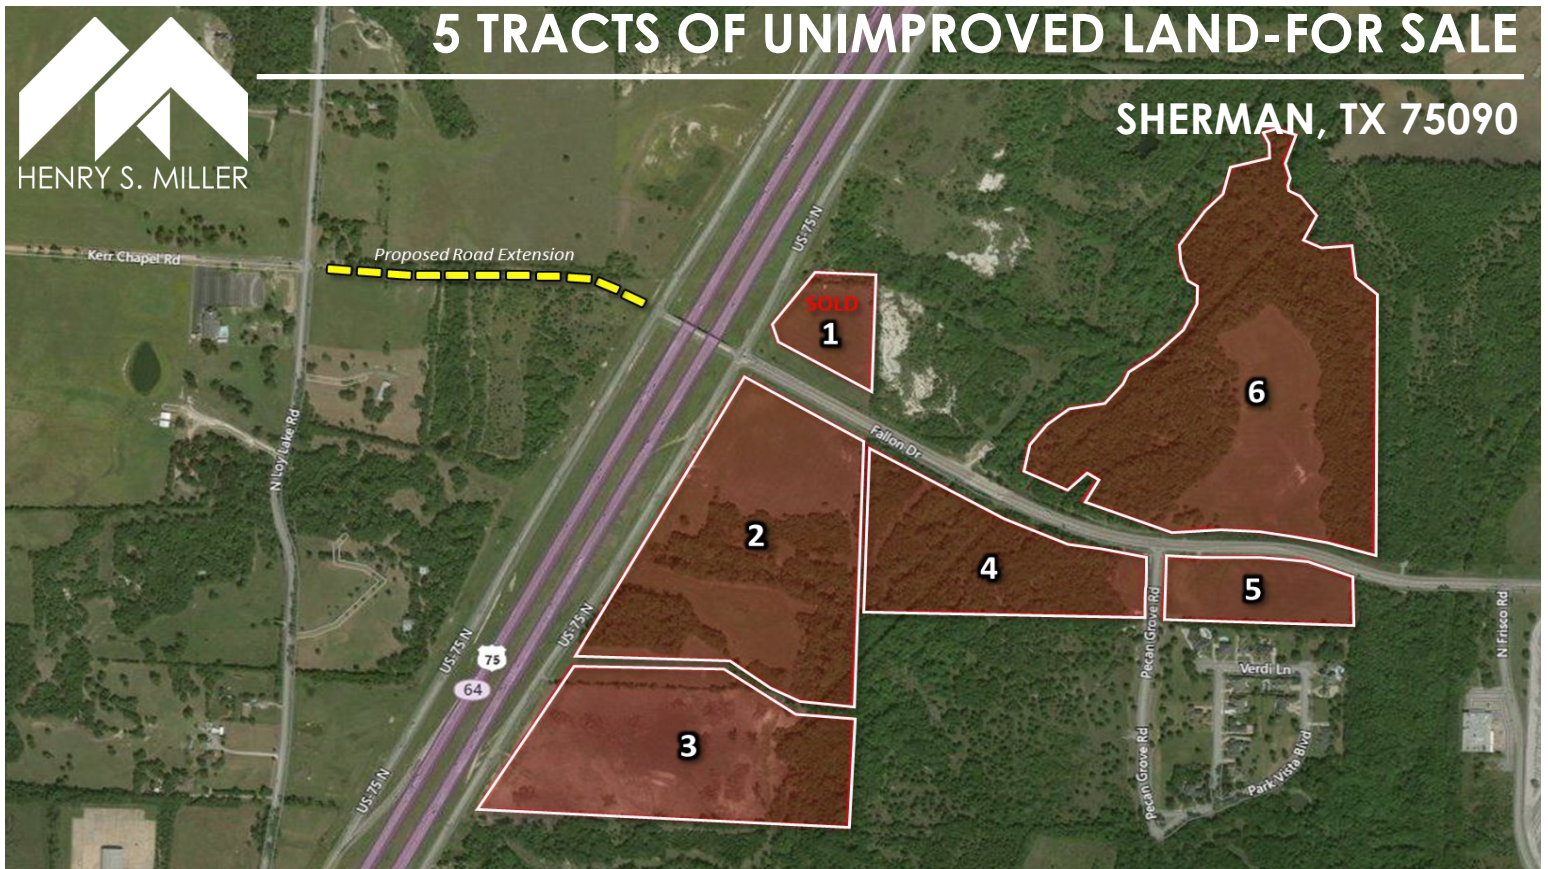 5 TRACTS OF UNIMPROVED LAND-FOR SALE
SHERMAN, TX 75090
HENRY S. MILLER
Kerr Chapel Rd
Proposed Road Extension
US-75 N
SOLD
1
6
N Loy Lake Rd
Fallon Dr
2
4
5
US-75 N
US-75 N
75
64
Pecan Grove Rd
N Frisco Rd
Verdi Ln
3
Pecan Grove Rd
Park Vista Blvd
US-75 N